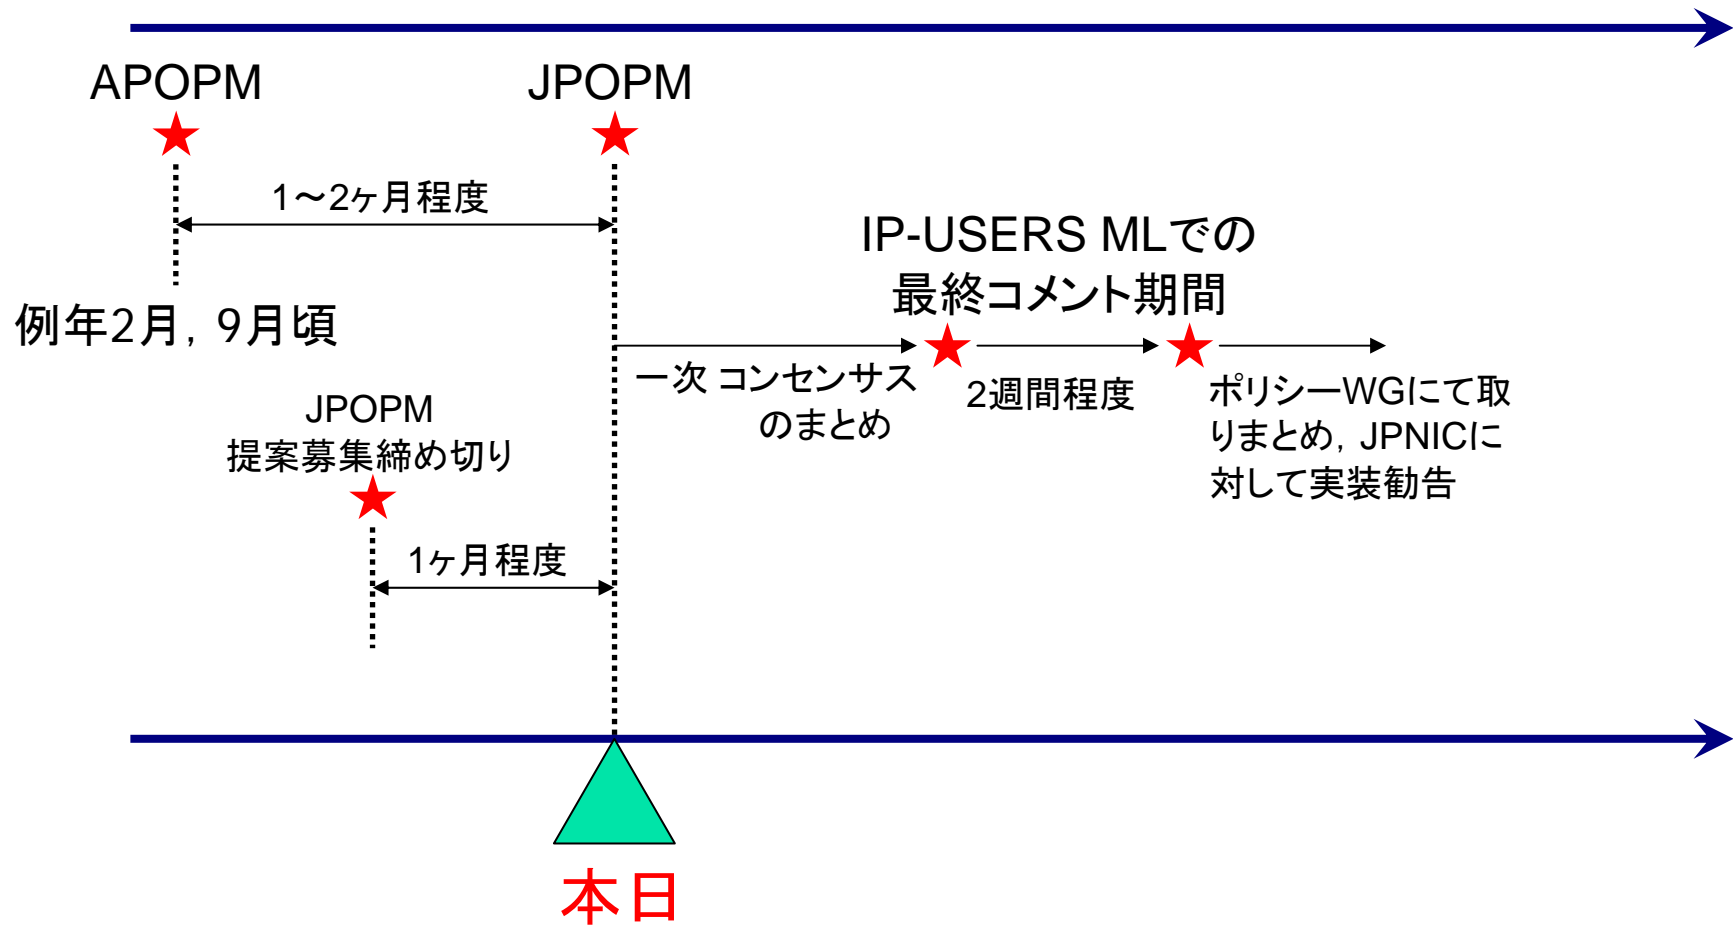 APOPM
JPOPM
1～2ヶ月程度
IP-USERS MLでの
最終コメント期間
例年2月，9月頃
一次 コンセンサス
のまとめ
2週間程度
ポリシーWGにて取
りまとめ，JPNICに
対して実装勧告
JPOPM
提案募集締め切り
1ヶ月程度
本日